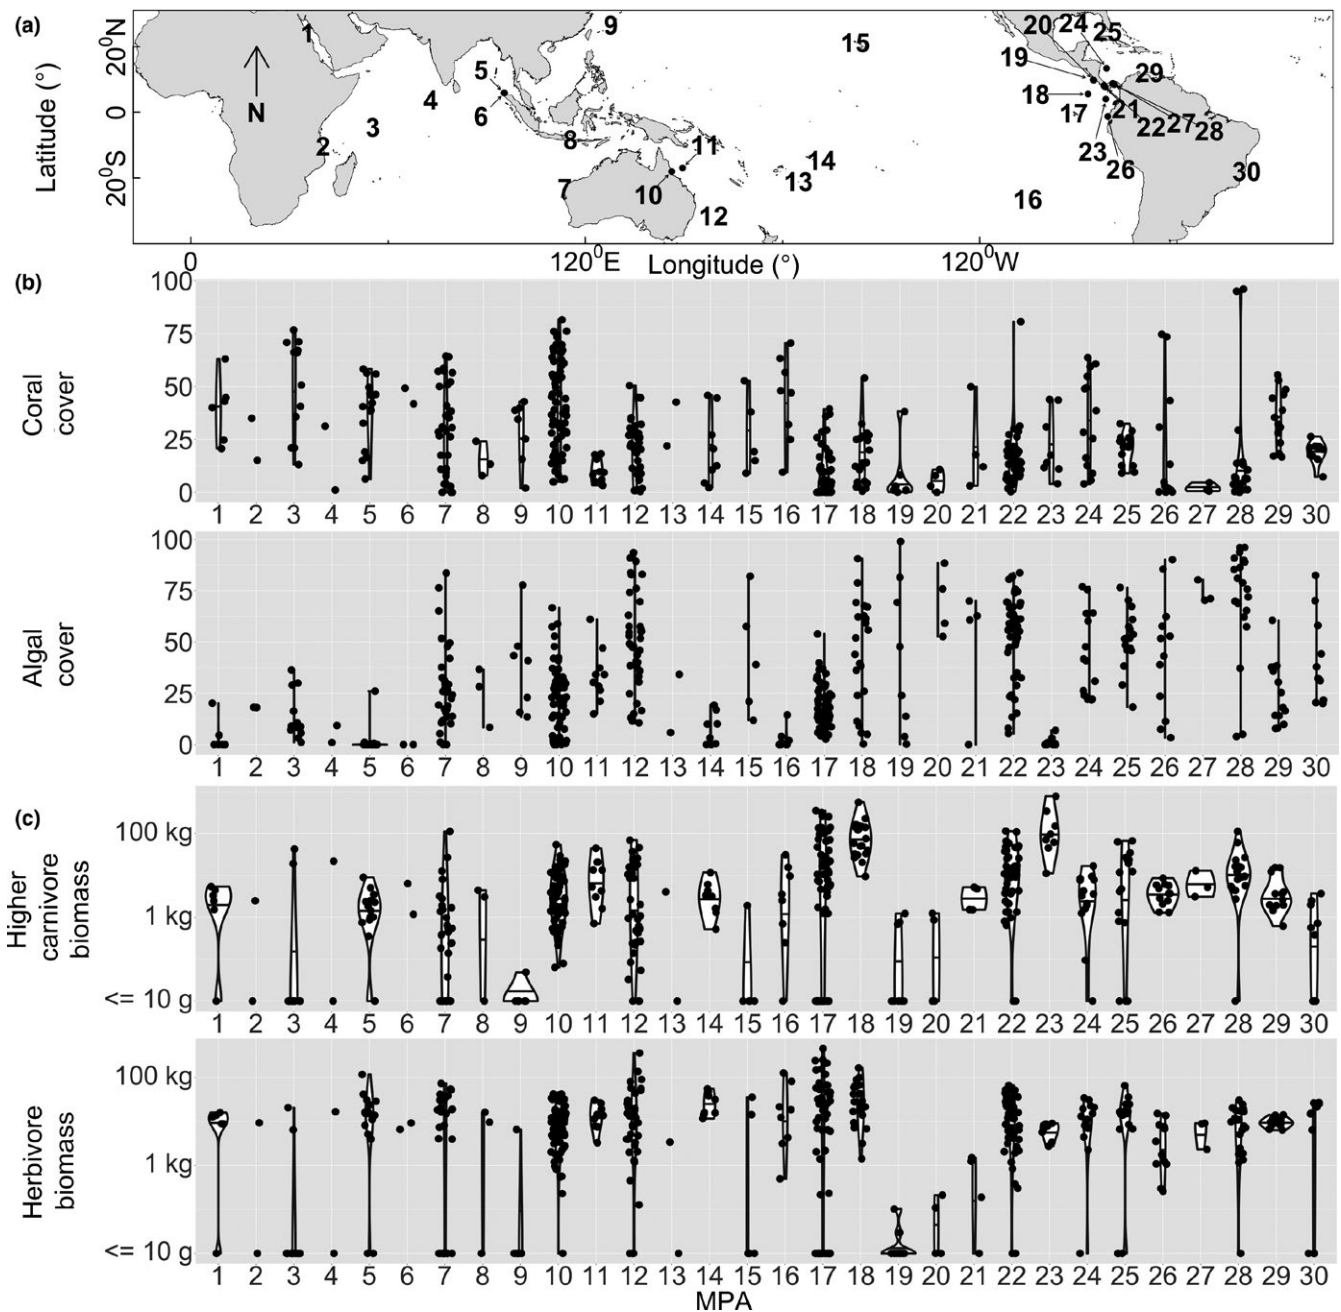 (a)
Latitude (°)
20⁰N
0
20⁰S
N
1
2
3
4
5
6
7
8
9
10
11
12
13
14
15
16
17
18
19
20
21
22
23
24
25
26
27
28
29
30
0
120⁰E
Longitude (°)
120⁰W
(b)
Coral
cover
100
75
50
25
0
1 2 3 4 5 6 7 8 9 10 11 12 13 14 15 16 17 18 19 20 21 22 23 24 25 26 27 28 29 30
Algal
cover
100
75
50
25
0
1 2 3 4 5 6 7 8 9 10 11 12 13 14 15 16 17 18 19 20 21 22 23 24 25 26 27 28 29 30
(c)
Higher
carnivore
biomass
100 kg
1 kg
<= 10 g
1 2 3 4 5 6 7 8 9 10 11 12 13 14 15 16 17 18 19 20 21 22 23 24 25 26 27 28 29 30
Herbivore
biomass
100 kg
1 kg
<= 10 g
1 2 3 4 5 6 7 8 9 10 11 12 13 14 15 16 17 18 19 20 21 22 23 24 25 26 27 28 29 30
MPA